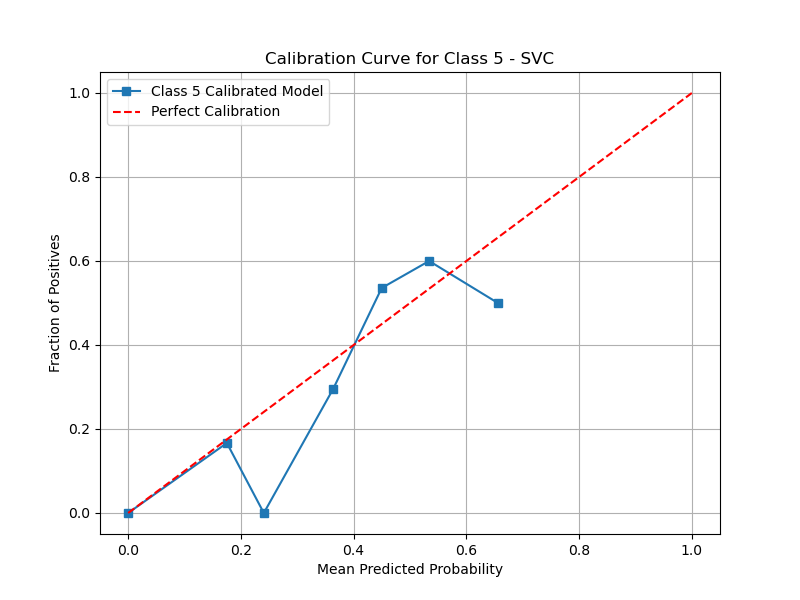 Calibration Curve for Class 5 - SVC
Class 5 Calibrated Model
Perfect Calibration
1.0
0.8
0.6
0.4
0.2
0.0
Fraction of Positives
0.0 0.2 0.4 0.6 0.8 1.0
Mean Predicted Probability